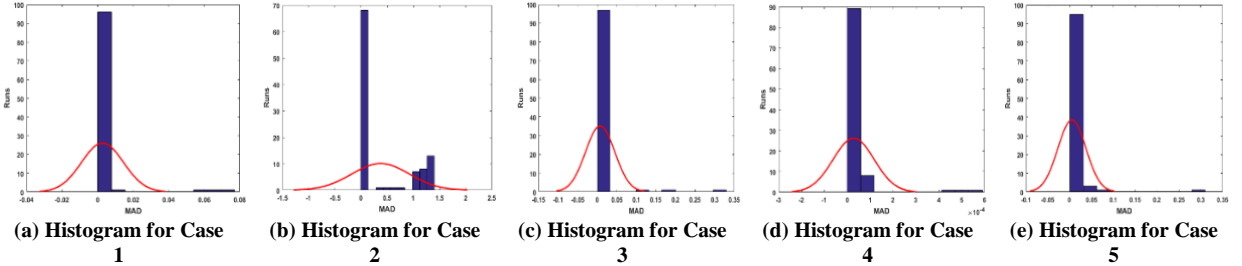 100
90
80
70
60
50
40
30
20
10
0
Runs
-0.04 -0.02 0 0.02 0.04 0.06 0.08
MAD
70
60
50
40
30
20
10
0
Runs
-1.5 -1 -0.5 0 0.5 1 1.5 2 2.5
MAD
100
90
80
70
60
50
40
30
20
10
0
Runs
-0.15 -0.1 -0.05 0 0.05 0.1 0.15 0.2 0.25 0.3 0.35
MAD
90
80
70
60
50
40
30
20
10
0
Runs
-3 -2 -1 0 1 2 3 4 5 6
MAD
×10⁻⁴
100
90
80
70
60
50
40
30
20
10
0
Runs
-0.1 -0.05 0 0.05 0.1 0.15 0.2 0.25 0.3 0.35
MAD
(a) Histogram for Case
1
(b) Histogram for Case
2
(c) Histogram for Case
3
(d) Histogram for Case
4
(e) Histogram for Case
5